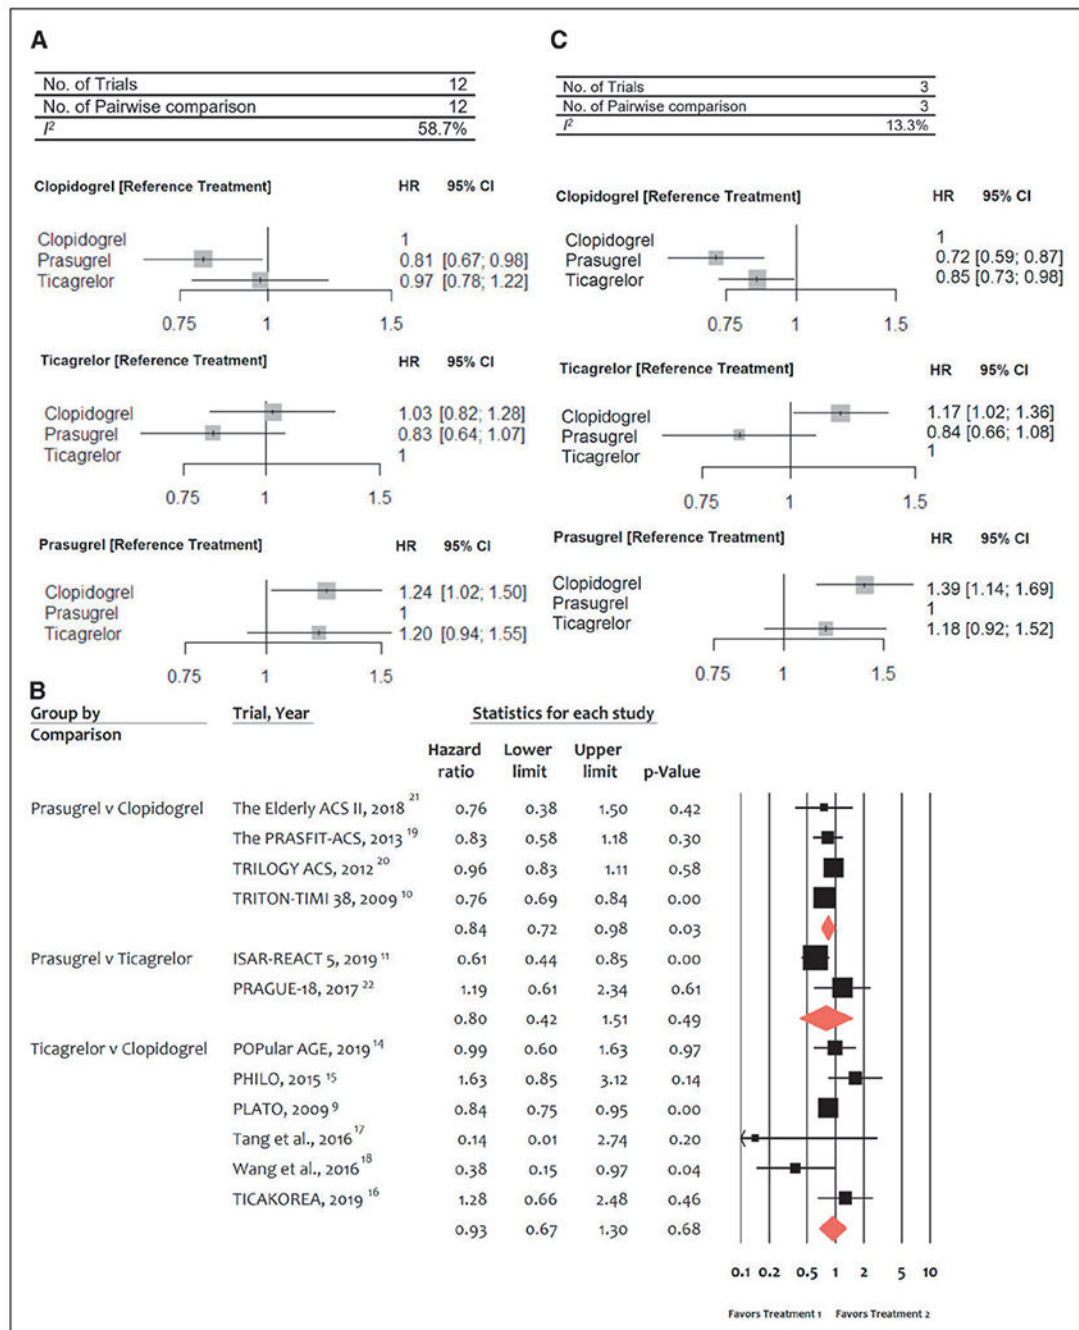 A
No. of Trials 12
No. of Pairwise comparison 12
I² 58.7%
Clopidogrel [Reference Treatment] HR 95% CI
Clopidogrel 1
Prasugrel 0.81 [0.67; 0.98]
Ticagrelor 0.97 [0.78; 1.22]
0.75 1 1.5
Ticagrelor [Reference Treatment] HR 95% CI
Clopidogrel 1.03 [0.82; 1.28]
Prasugrel 0.83 [0.64; 1.07]
Ticagrelor 1
0.75 1 1.5
Prasugrel [Reference Treatment] HR 95% CI
Clopidogrel 1.24 [1.02; 1.50]
Prasugrel 1
Ticagrelor 1.20 [0.94; 1.55]
0.75 1 1.5
C
No. of Trials 3
No. of Pairwise comparison 3
I² 13.3%
Clopidogrel [Reference Treatment] HR 95% CI
Clopidogrel 1
Prasugrel 0.72 [0.59; 0.87]
Ticagrelor 0.85 [0.73; 0.98]
0.75 1 1.5
Ticagrelor [Reference Treatment] HR 95% CI
Clopidogrel 1.17 [1.02; 1.36]
Prasugrel 0.84 [0.66; 1.08]
Ticagrelor 1
0.75 1 1.5
Prasugrel [Reference Treatment] HR 95% CI
Clopidogrel 1.39 [1.14; 1.69]
Prasugrel 1
Ticagrelor 1.18 [0.92; 1.52]
0.75 1 1.5
B
Group by Trial, Year Statistics for each study
Comparison
Hazard Lower Upper
ratio limit limit p-Value
Prasugrel v Clopidogrel The Elderly ACS II, 2018 21 0.76 0.38 1.50 0.42
The PRASFIT-ACS, 2013 19 0.83 0.58 1.18 0.30
TRILOGY ACS, 2012 20 0.96 0.83 1.11 0.58
TRITON-TIMI 38, 2009 10 0.76 0.69 0.84 0.00
0.84 0.72 0.98 0.03
Prasugrel v Ticagrelor ISAR-REACT 5, 2019 11 0.61 0.44 0.85 0.00
PRAGUE-18, 2017 22 1.19 0.61 2.34 0.61
0.80 0.42 1.51 0.49
Ticagrelor v Clopidogrel POPular AGE, 2019 14 0.99 0.60 1.63 0.97
PHILO, 2015 15 1.63 0.85 3.12 0.14
PLATO, 2009 9 0.84 0.75 0.95 0.00
Tang et al., 2016 17 0.14 0.01 2.74 0.20
Wang et al., 2016 18 0.38 0.15 0.97 0.04
TICAKOREA, 2019 16 1.28 0.66 2.48 0.46
0.93 0.67 1.30 0.68
0.1 0.2 0.5 1 2 5 10
Favors Treatment 1 Favors Treatment 2